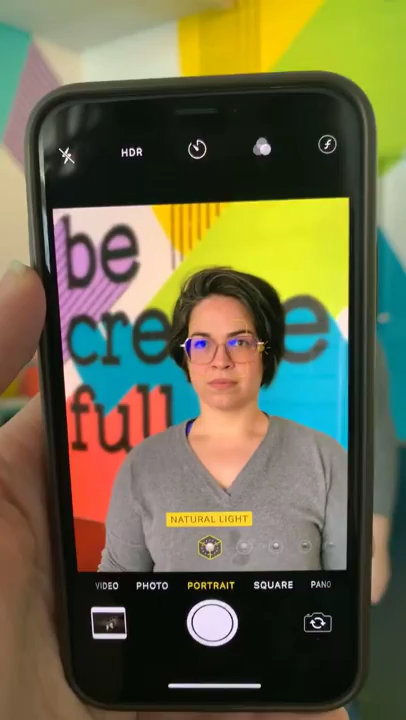 HDR
f
be
cre e
full
NATURAL LIGHT
VIDEO PHOTO PORTRAIT SQUARE PANO